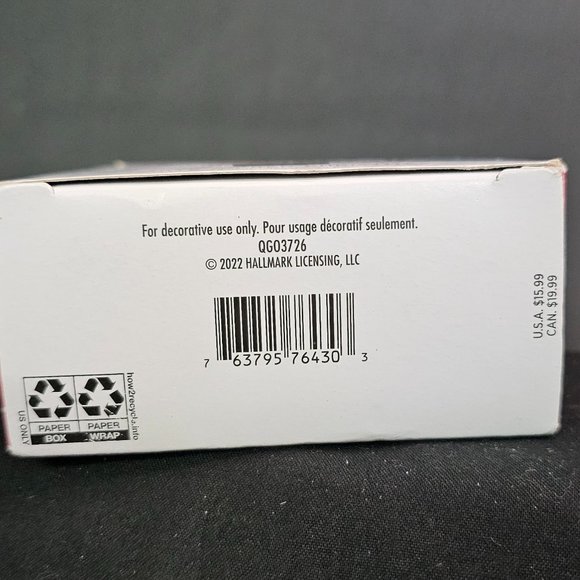 For decorative use only. Pour usage décoratif seulement.
QGO3726
© 2022 HALLMARK LICENSING, LLC
7 63795 76430 3
U.S.A. $15.99
CAN. $19.99
how2recycle.info
PAPER PAPER
BOX WRAP
US ONLY